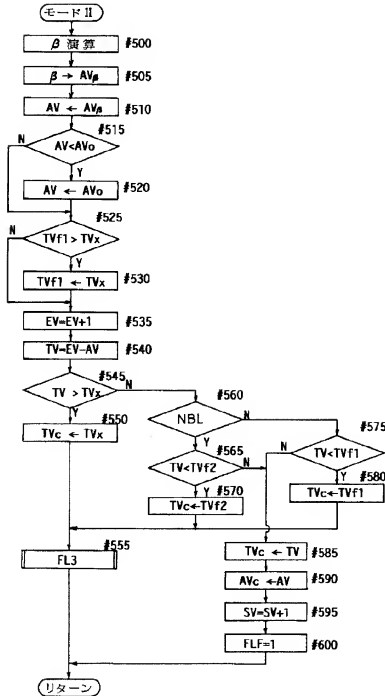 モードⅡ
β 演算 #500
β → AVβ #505
AV ← AVβ #510
#515
AV<AVo
N
Y
AV ← AVo #520
#525
TVf1 > TVx
N
Y
TVf1 ← TVx #530
EV=EV+1 #535
TV=EV-AV #540
#545
TV > TVx
N
Y
#550
TVc ← TVx
#560
NBL
N
Y
#565
TV<TVf2
N
Y
#570
TVc←TVf2
#575
TV<TVf1
N
Y
#580
TVc←TVf1
#555
FL3
TVc ← TV #585
AVc ←AV #590
SV=SV+1 #595
FLF=1 #600
リターン